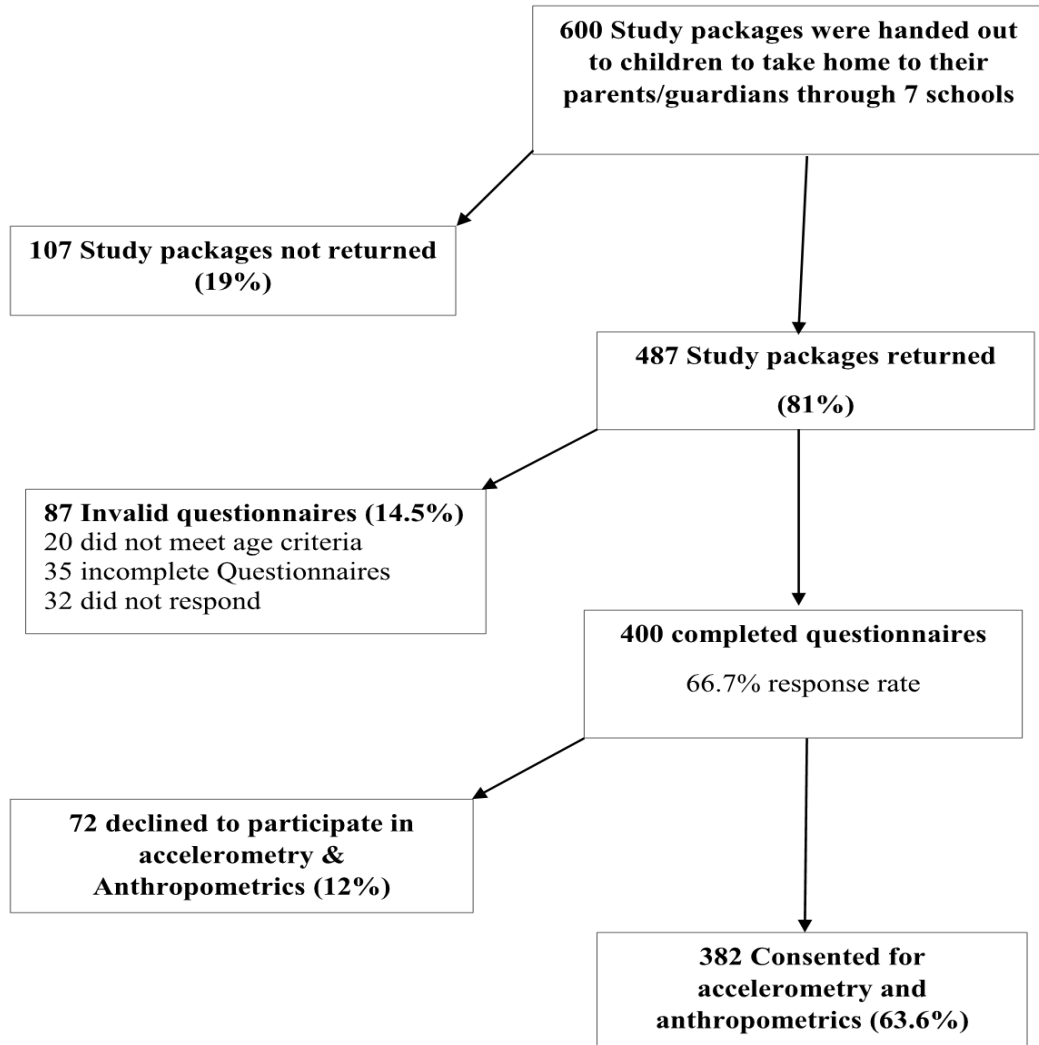 600 Study packages were handed out
to children to take home to their
parents/guardians through 7 schools
107 Study packages not returned
(19%)
487 Study packages returned
(81%)
87 Invalid questionnaires (14.5%)
20 did not meet age criteria
35 incomplete Questionnaires
32 did not respond
400 completed questionnaires
66.7% response rate
72 declined to participate in
accelerometry &
Anthropometrics (12%)
382 Consented for
accelerometry and
anthropometrics (63.6%)